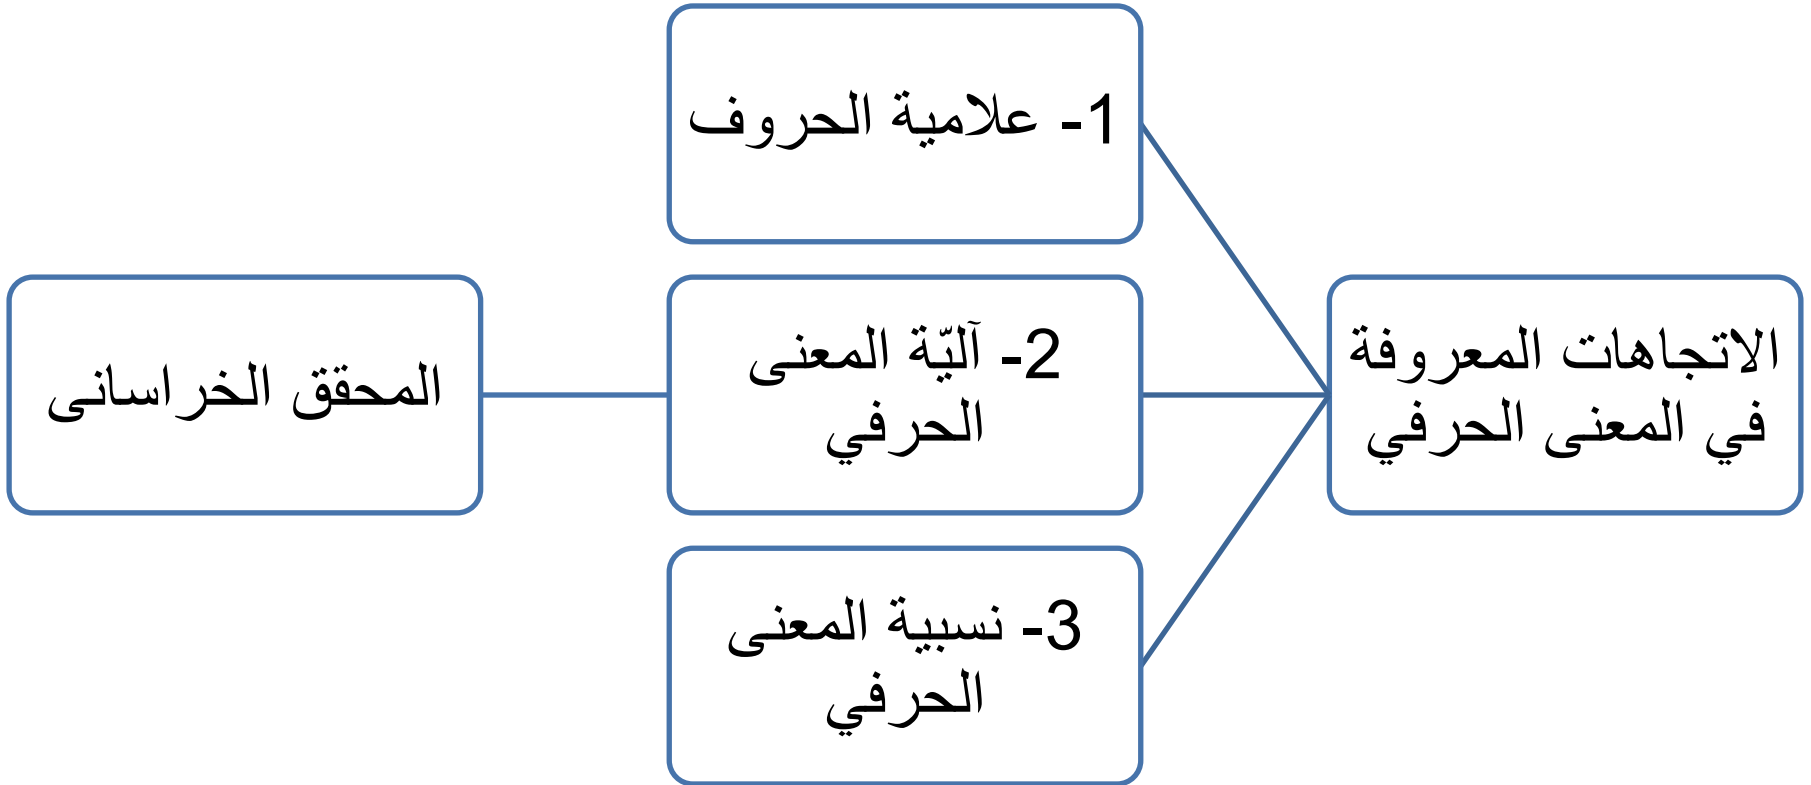 الاتجاهات المعروفة
في المعنى الحرفي
1- علامية الحروف
2- آليّة المعنى
الحرفي
المحقق الخراسانى
3- نسبية المعنى
الحرفي